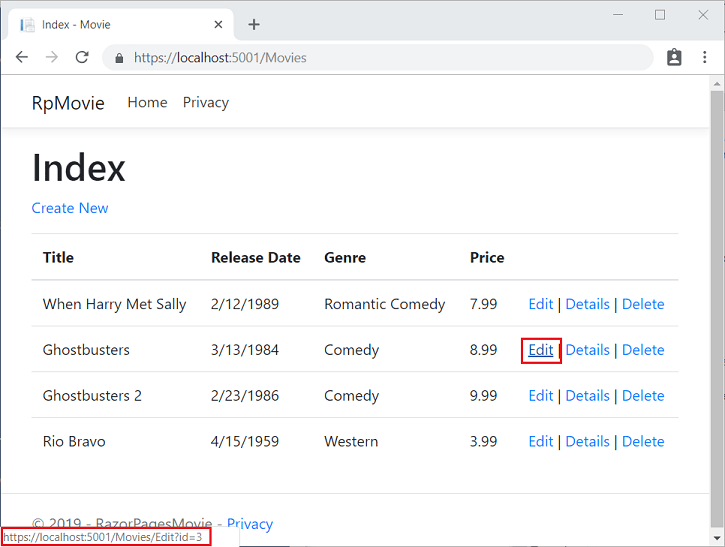 Index - Movie
https://localhost:5001/Movies
RpMovie Home Privacy
Index
Create New
Title Release Date Genre Price
When Harry Met Sally 2/12/1989 Romantic Comedy 7.99 Edit | Details | Delete
Ghostbusters 3/13/1984 Comedy 8.99 Edit | Details | Delete
Ghostbusters 2 2/23/1986 Comedy 9.99 Edit | Details | Delete
Rio Bravo 4/15/1959 Western 3.99 Edit | Details | Delete
© 2019 - RazorPagesMovie - Privacy
https://localhost:5001/Movies/Edit?id=3